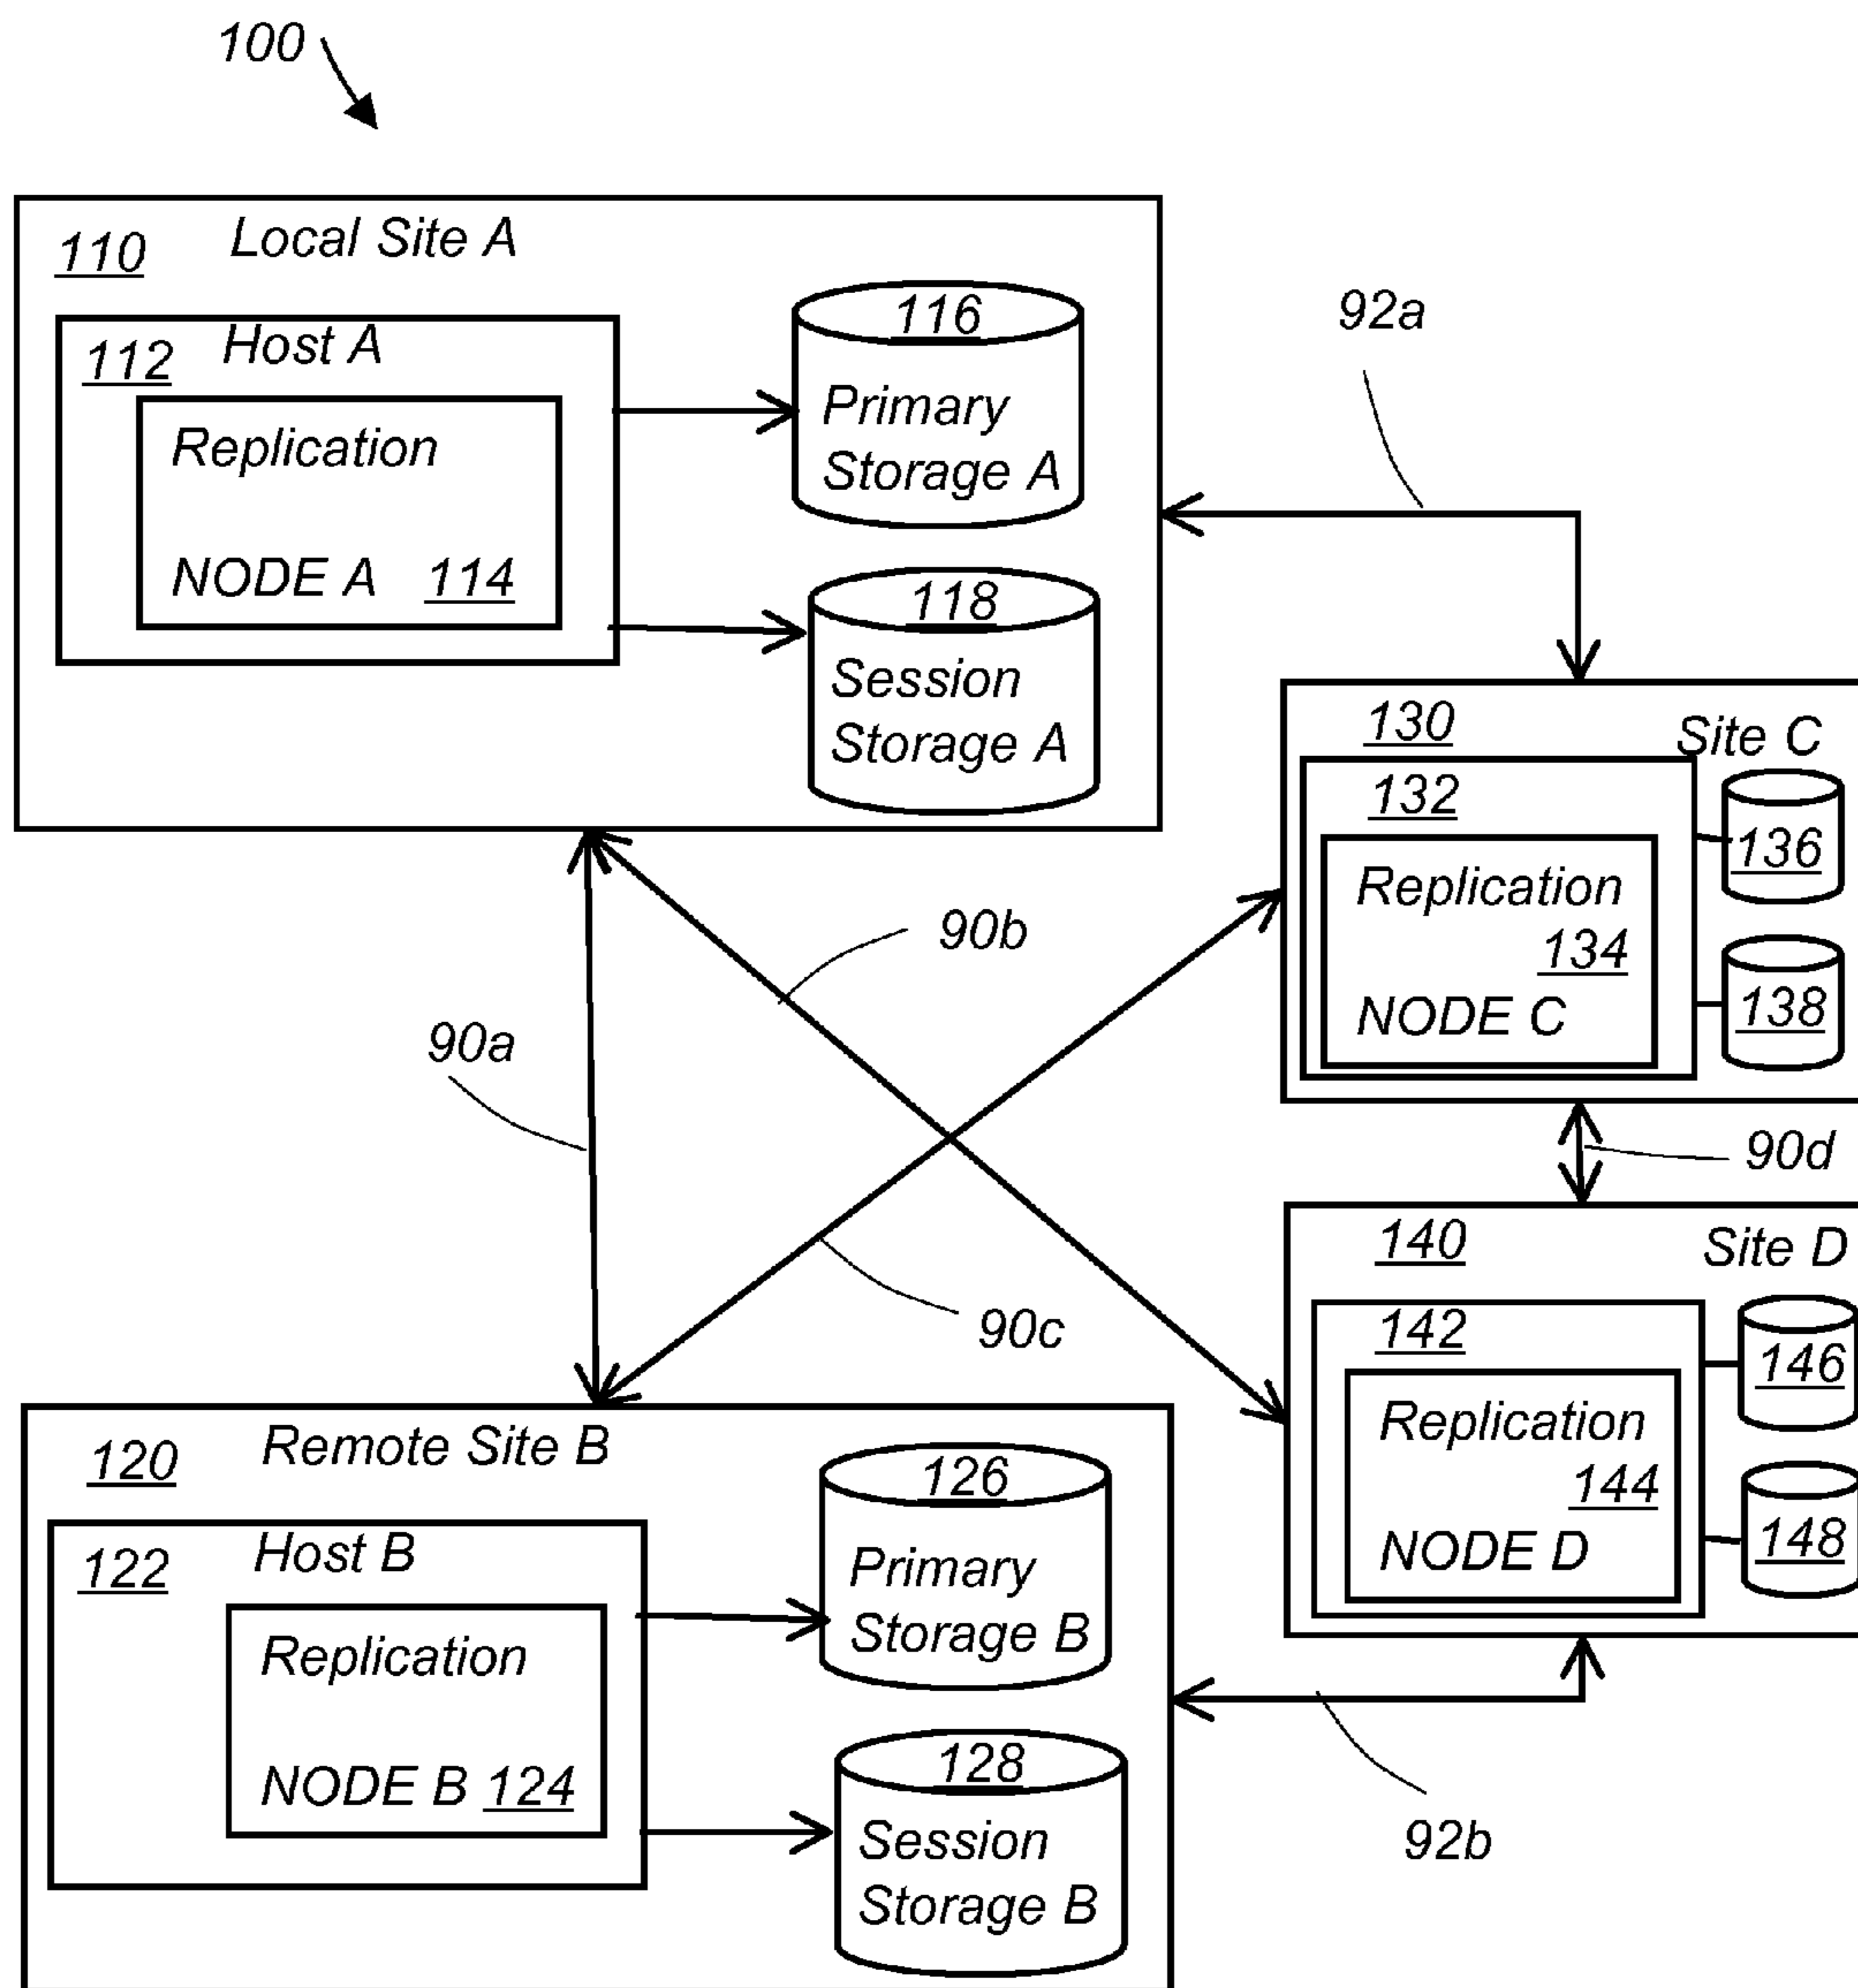 100
110 Local Site A
112 Host A
Replication
NODE A 114
116
Primary
Storage A
118
Session
Storage A
92a
130 Site C
132
Replication
134
NODE C
136
138
90b
90a
90d
90c
140 Site D
142
Replication
144
NODE D
146
148
120 Remote Site B
122 Host B
Replication
NODE B 124
126
Primary
Storage B
128
Session
Storage B
92b